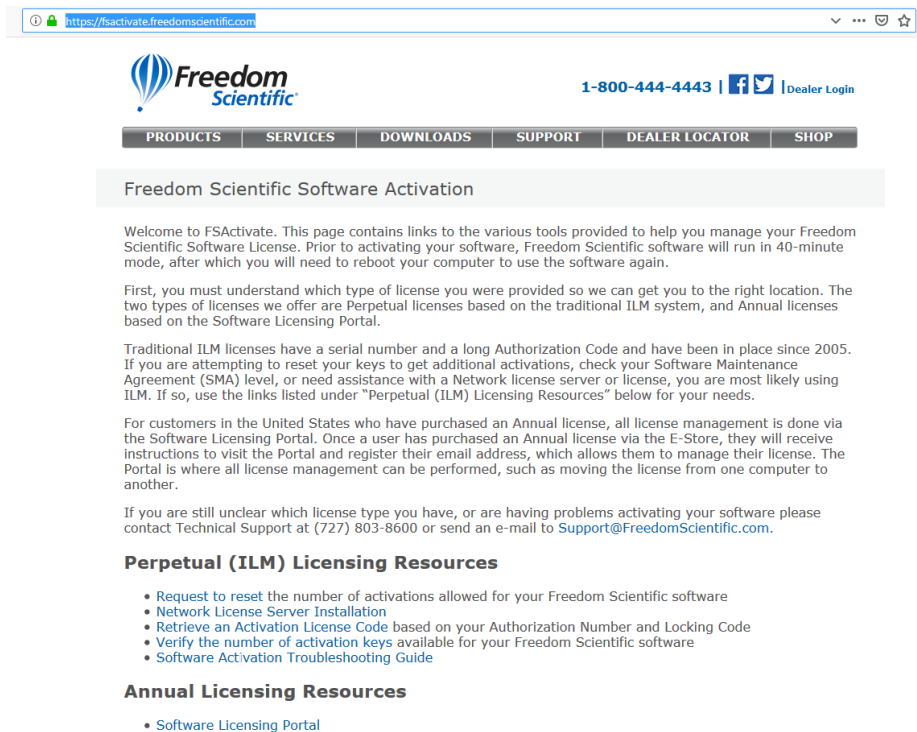 https://fsactivate.freedomscientific.com
Freedom
Scientific®
1-800-444-4443 | | Dealer Login
PRODUCTS SERVICES DOWNLOADS SUPPORT DEALER LOCATOR SHOP
Freedom Scientific Software Activation
Welcome to FSActivate. This page contains links to the various tools provided to help you manage your Freedom
Scientific Software License. Prior to activating your software, Freedom Scientific software will run in 40-minute
mode, after which you will need to reboot your computer to use the software again.
First, you must understand which type of license you were provided so we can get you to the right location. The
two types of licenses we offer are Perpetual licenses based on the traditional ILM system, and Annual licenses
based on the Software Licensing Portal.
Traditional ILM licenses have a serial number and a long Authorization Code and have been in place since 2005.
If you are attempting to reset your keys to get additional activations, check your Software Maintenance
Agreement (SMA) level, or need assistance with a Network license server or license, you are most likely using
ILM. If so, use the links listed under “Perpetual (ILM) Licensing Resources” below for your needs.
For customers in the United States who have purchased an Annual license, all license management is done via
the Software Licensing Portal. Once a user has purchased an Annual license via the E-Store, they will receive
instructions to visit the Portal and register their email address, which allows them to manage their license. The
Portal is where all license management can be performed, such as moving the license from one computer to
another.
If you are still unclear which license type you have, or are having problems activating your software please
contact Technical Support at (727) 803-8600 or send an e-mail to Support@FreedomScientific.com.
Perpetual (ILM) Licensing Resources
• Request to reset the number of activations allowed for your Freedom Scientific software
• Network License Server Installation
• Retrieve an Activation License Code based on your Authorization Number and Locking Code
• Verify the number of activation keys available for your Freedom Scientific software
• Software Activation Troubleshooting Guide
Annual Licensing Resources
• Software Licensing Portal